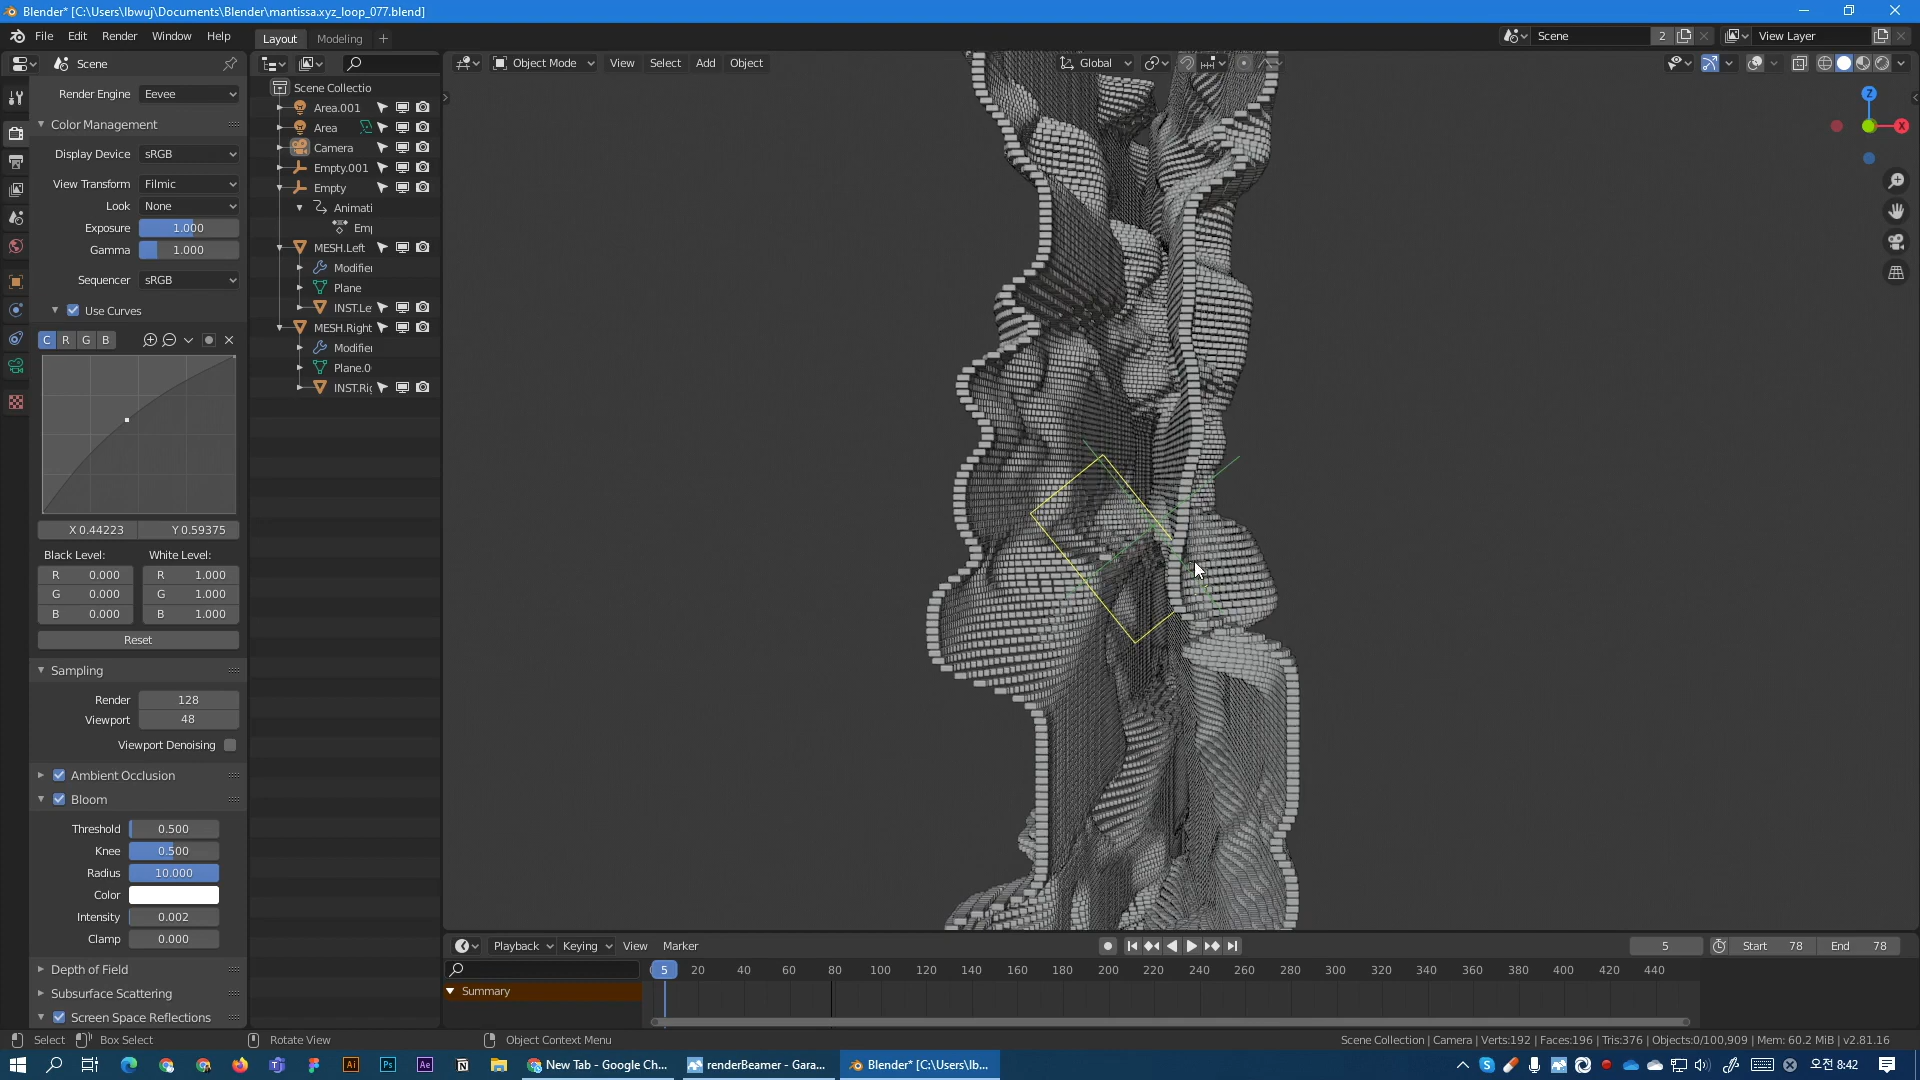 Blender* [C:\Users\lbwuj\Documents\Blender\mantissa.xyz_loop_077.blend]
File Edit Render Window Help Layout Modeling + Scene 2 View Layer
Scene
Object Mode View Select Add Object Global
Render Engine Eevee
Color Management
Display Device sRGB
View Transform Filmic
Look None
Exposure 1.000
Gamma 1.000
Sequencer sRGB
Use Curves
C R G B
X 0.44223 Y 0.59375
Black Level: White Level:
R 0.000 R 1.000
G 0.000 G 1.000
B 0.000 B 1.000
Reset
Sampling
Render 128
Viewport 48
Viewport Denoising
Ambient Occlusion
Bloom
Threshold 0.500
Knee 0.500
Radius 10.000
Color
Intensity 0.002
Clamp 0.000
Depth of Field
Subsurface Scattering
Screen Space Reflections
Scene Collectio
Area.001
Area
Camera
Empty.001
Empty
Animati
Emp
MESH.Left
Modifier
Plane
INST.Le
MESH.Right
Modifier
Plane.0
INST.Rig
Z
X
Playback Keying View Marker 5 Start 78 End 78
5 20 40 60 80 100 120 140 160 180 200 220 240 260 280 300 320 340 360 380 400 420 440
Summary
Select Box Select Rotate View Object Context Menu Scene Collection | Camera | Verts:192 | Faces:196 | Tris:376 | Objects:0/100,909 | Mem: 60.2 MiB | v2.81.16
Ai Ps Ae New Tab - Google Ch... renderBeamer - Gara... Blender* [C:\Users\lb... 오전 8:42